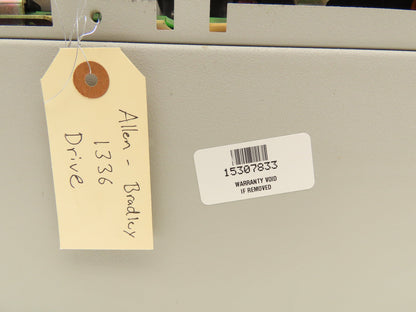 Allen - Bradley
1336
Drive
15307833
WARRANTY VOID
IF REMOVED